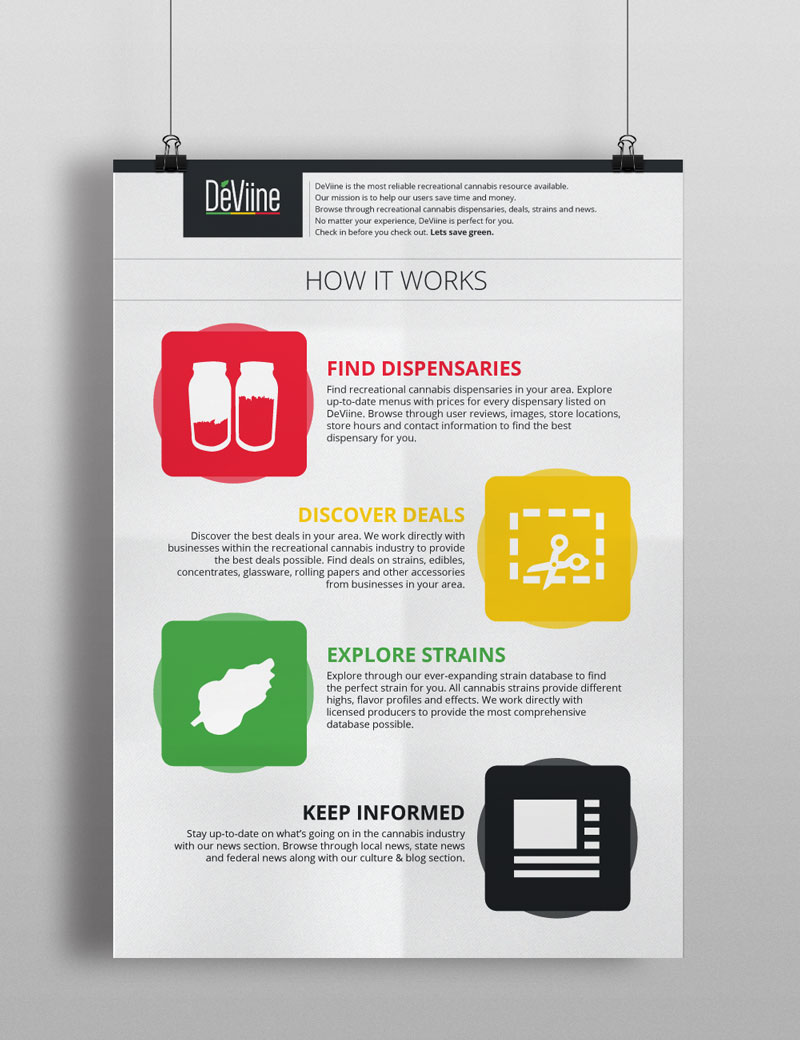 DéViine
DeViine is the most reliable recreational cannabis resource available.
Our mission is to help our users save time and money.
Browse through recreational cannabis dispensaries, deals, strains and news.
No matter your experience, DeViine is perfect for you.
Check in before you check out. Lets save green.
HOW IT WORKS
FIND DISPENSARIES
Find recreational cannabis dispensaries in your area. Explore
up-to-date menus with prices for every dispensary listed on
DeViine. Browse through user reviews, images, store locations,
store hours and contact information to find the best
dispensary for you.
DISCOVER DEALS
Discover the best deals in your area. We work directly with
businesses within the recreational cannabis industry to provide
the best deals possible. Find deals on strains, edibles,
concentrates, glassware, rolling papers and other accessories
from businesses in your area.
EXPLORE STRAINS
Explore through our ever-expanding strain database to find
the perfect strain for you. All cannabis strains provide different
highs, flavor profiles and effects. We work directly with
licensed producers to provide the most comprehensive
database possible.
KEEP INFORMED
Stay up-to-date on what's going on in the cannabis industry
with our news section. Browse through local news, state news
and federal news along with our culture & blog section.